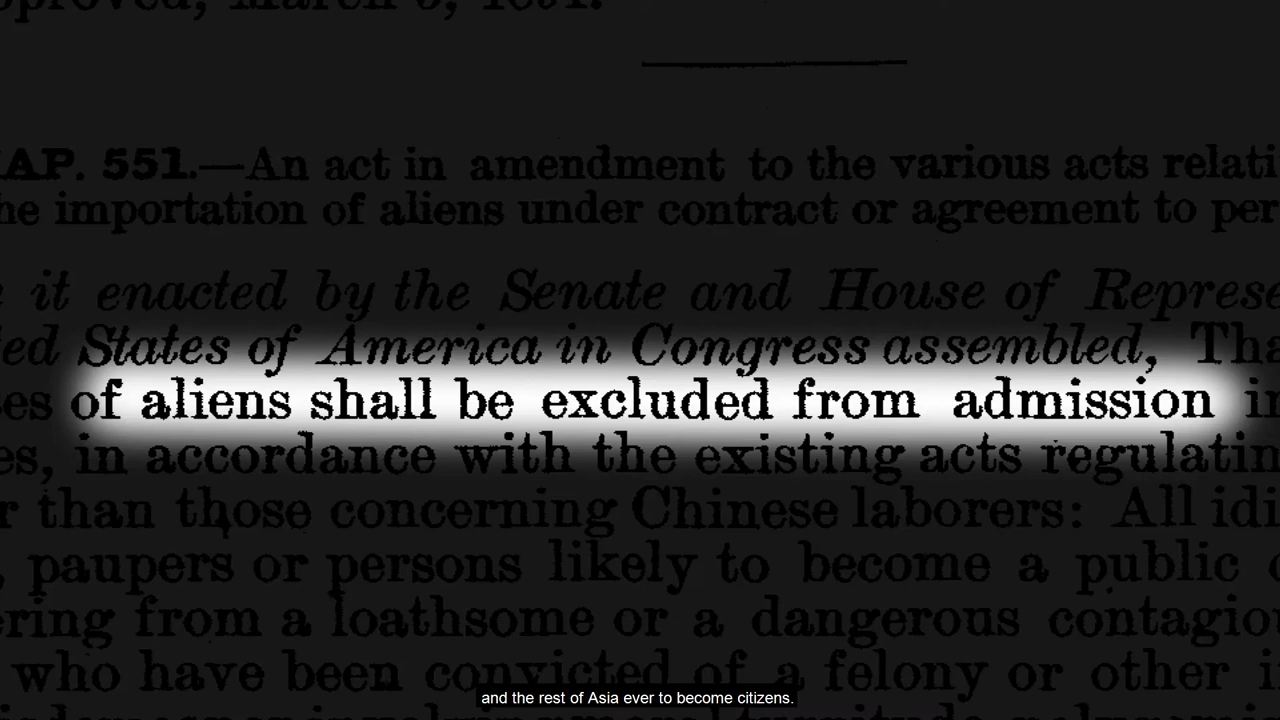 March 3, 1891.
AP. 551.—An act in amendment to the various acts relati
he importation of aliens under contract or agreement to per
it enacted by the Senate and House of Represe
ed States of America in Congress assembled, Tha
es of aliens shall be excluded from admission in
es, in accordance with the existing acts regulatin
r than those concerning Chinese laborers: All idi
, paupers or persons likely to become a public c
ering from a loathsome or a dangerous contagio
who have been convicted of a felony or other i
and the rest of Asia ever to become citizens.